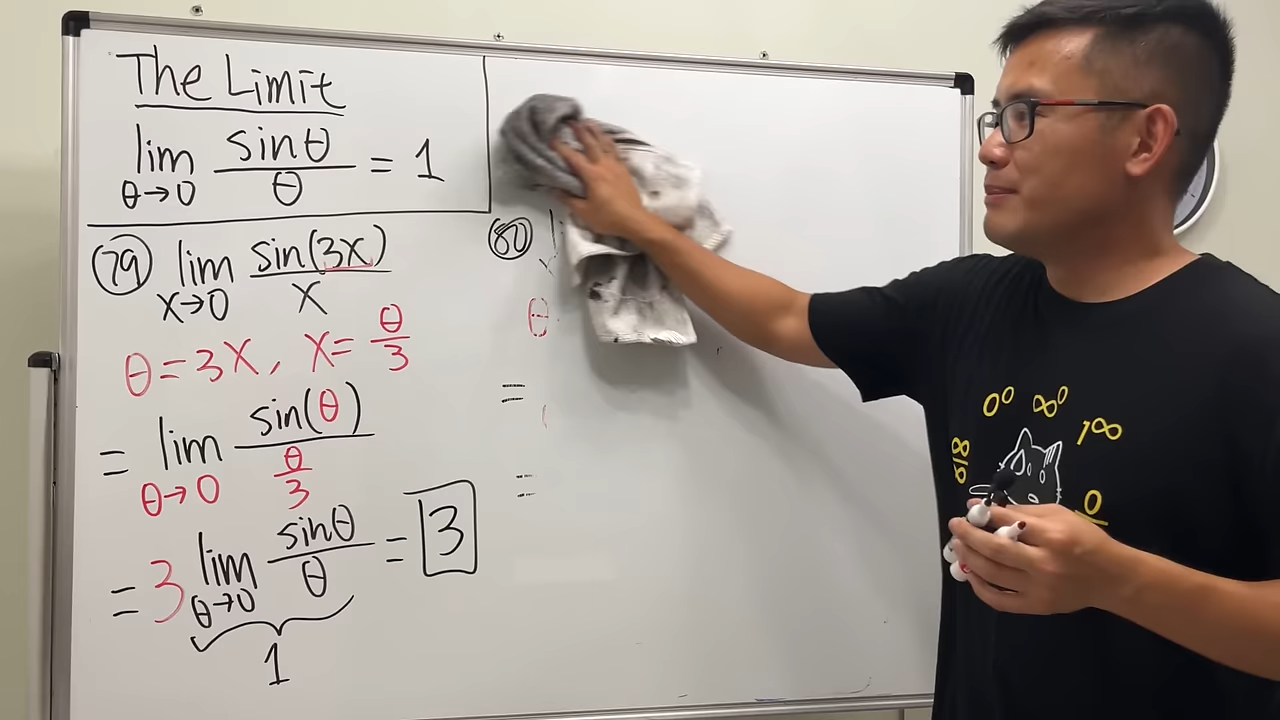 The Limit
lim θ→0 sinθ/θ = 1
(79) lim x→0 sin(3x)/x
θ = 3x, x = θ/3
= lim θ→0 sin(θ)/(θ/3)
= 3 lim θ→0 sinθ/θ = 3
1
(80)
θ
=
=
0⁰ ∞⁰ 1^∞
∞/∞
0